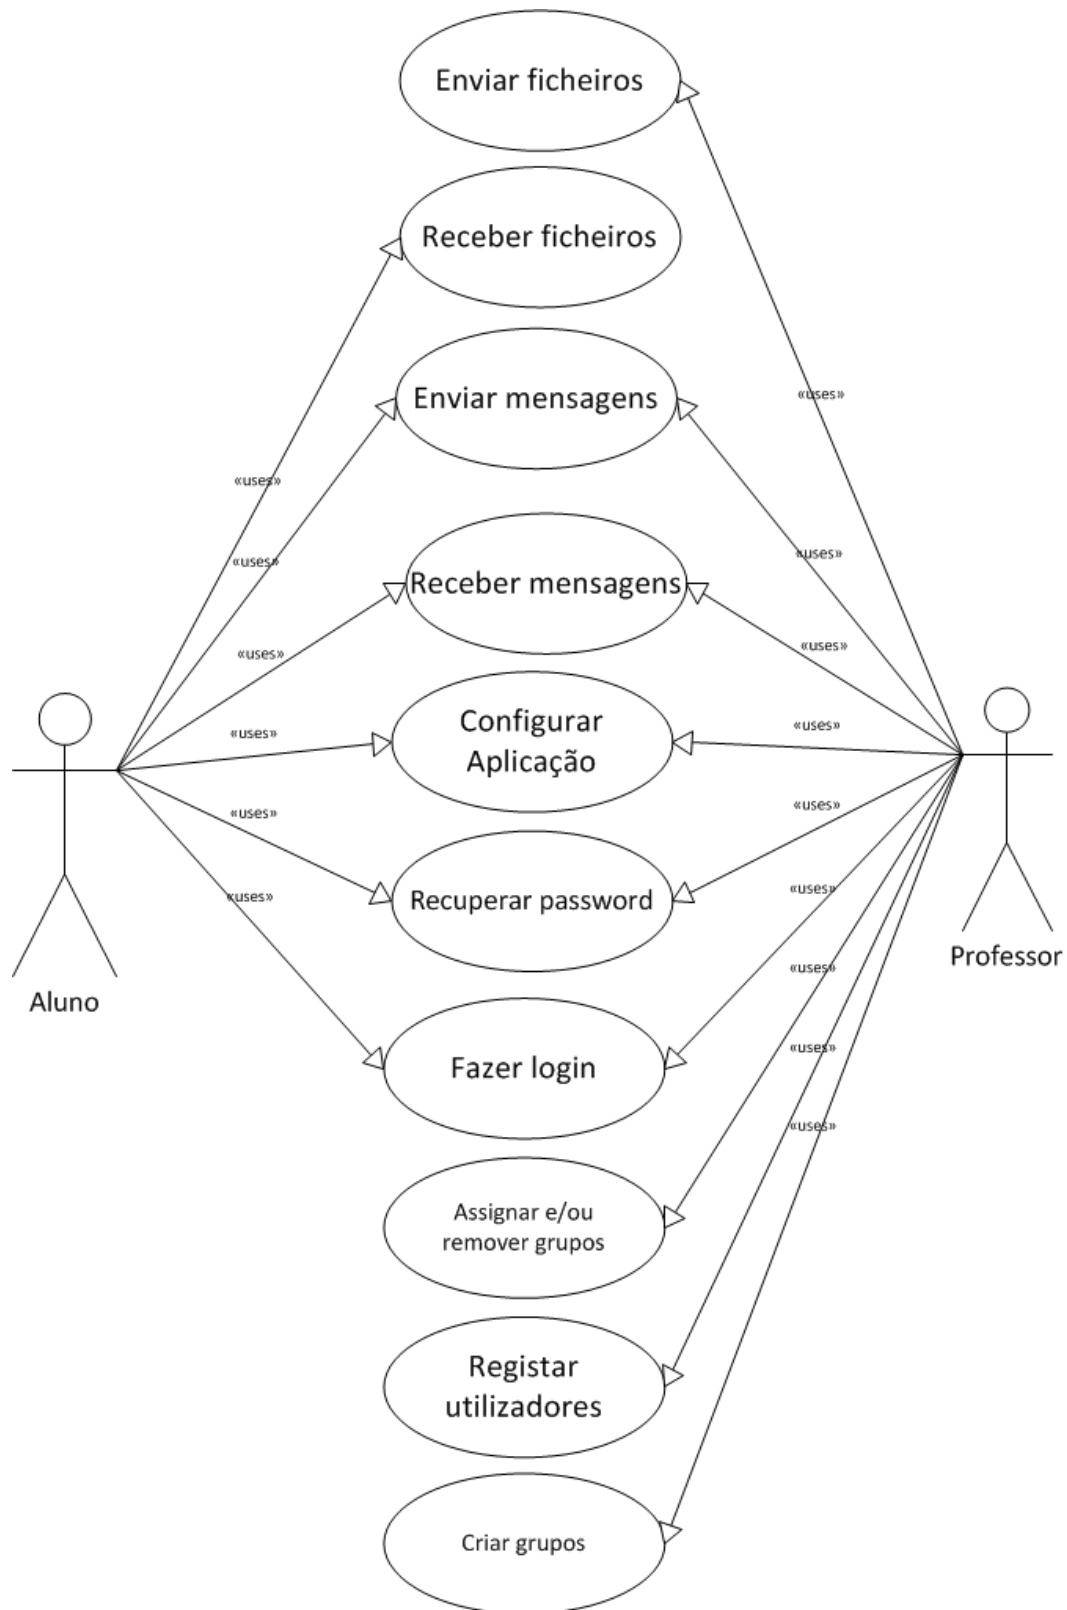 Enviar ficheiros
Receber ficheiros
«uses»
Enviar mensagens
«uses»
«uses»
«uses»
Receber mensagens
«uses»
«uses»
Configurar
Aplicação
«uses»
«uses»
«uses»
«uses»
Recuperar password
«uses»
«uses»
Professor
«uses»
Aluno
Fazer login
«uses»
«uses»
Assignar e/ou
remover grupos
Registar
utilizadores
Criar grupos